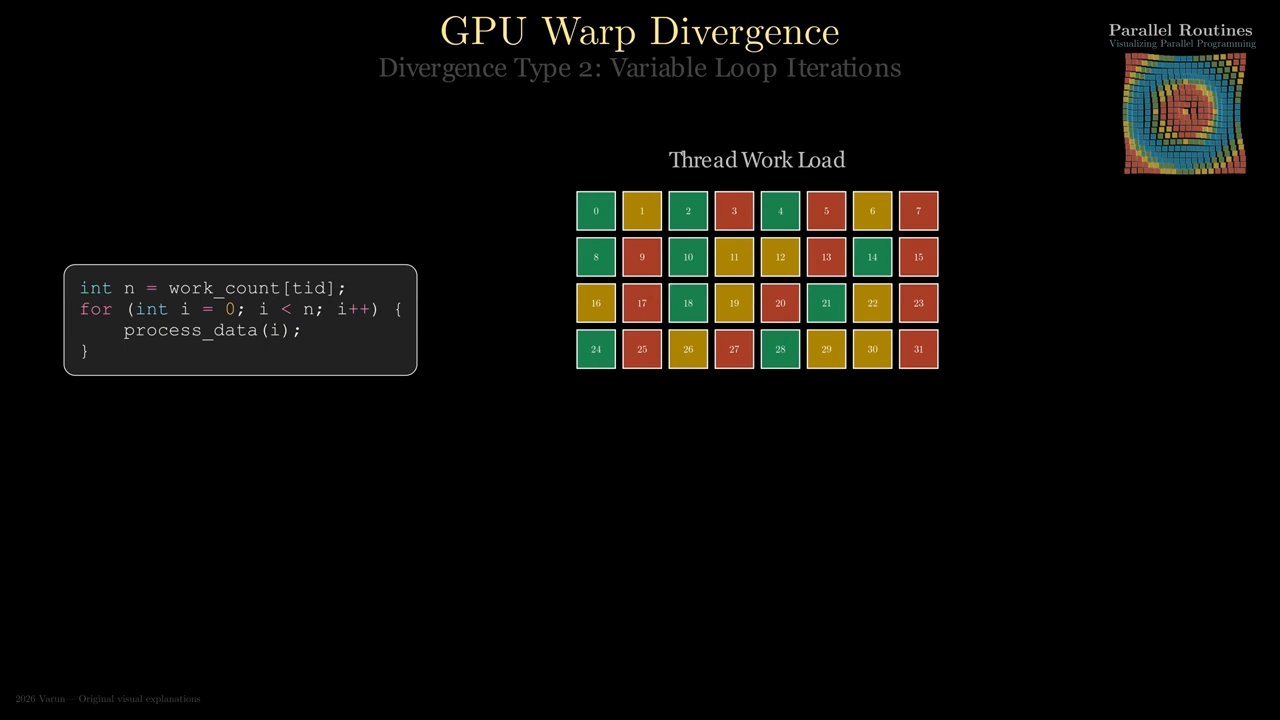 GPU Warp Divergence
Divergence Type 2: Variable Loop Iterations
Parallel Routines
Visualizing Parallel Programming
Thread Work Load
0 1 2 3 4 5 6 7
8 9 10 11 12 13 14 15
16 17 18 19 20 21 22 23
24 25 26 27 28 29 30 31
int n = work_count[tid];
for (int i = 0; i < n; i++) {
    process_data(i);
}
2026 Varun — Original visual explanations